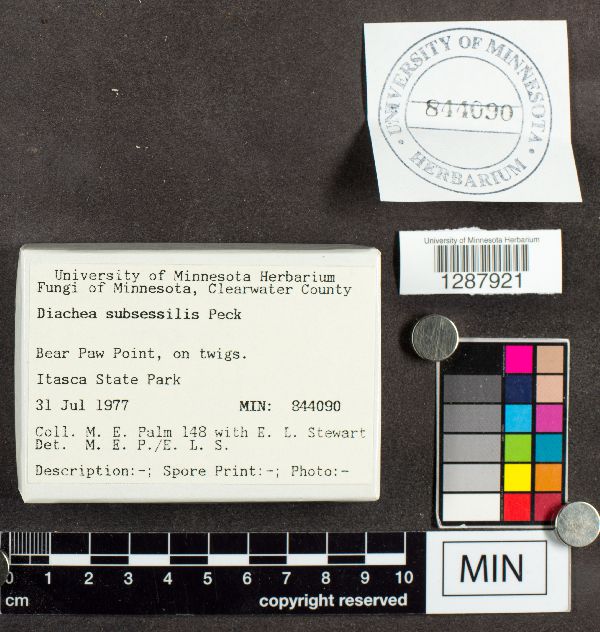 UNIVERSITY OF MINNESOTA
844090
HERBARIUM
University of Minnesota Herbarium
1287921
University of Minnesota Herbarium
Fungi of Minnesota, Clearwater County
Diachea subsessilis Peck
Bear Paw Point, on twigs.
Itasca State Park
31 Jul 1977 MIN: 844090
Coll. M. E. Palm 148 with E. L. Stewart
Det. M. E. P./E. L. S.
Description:-; Spore Print:-; Photo:-
0 1 2 3 4 5 6 7 8 9 10
cm copyright reserved
MIN